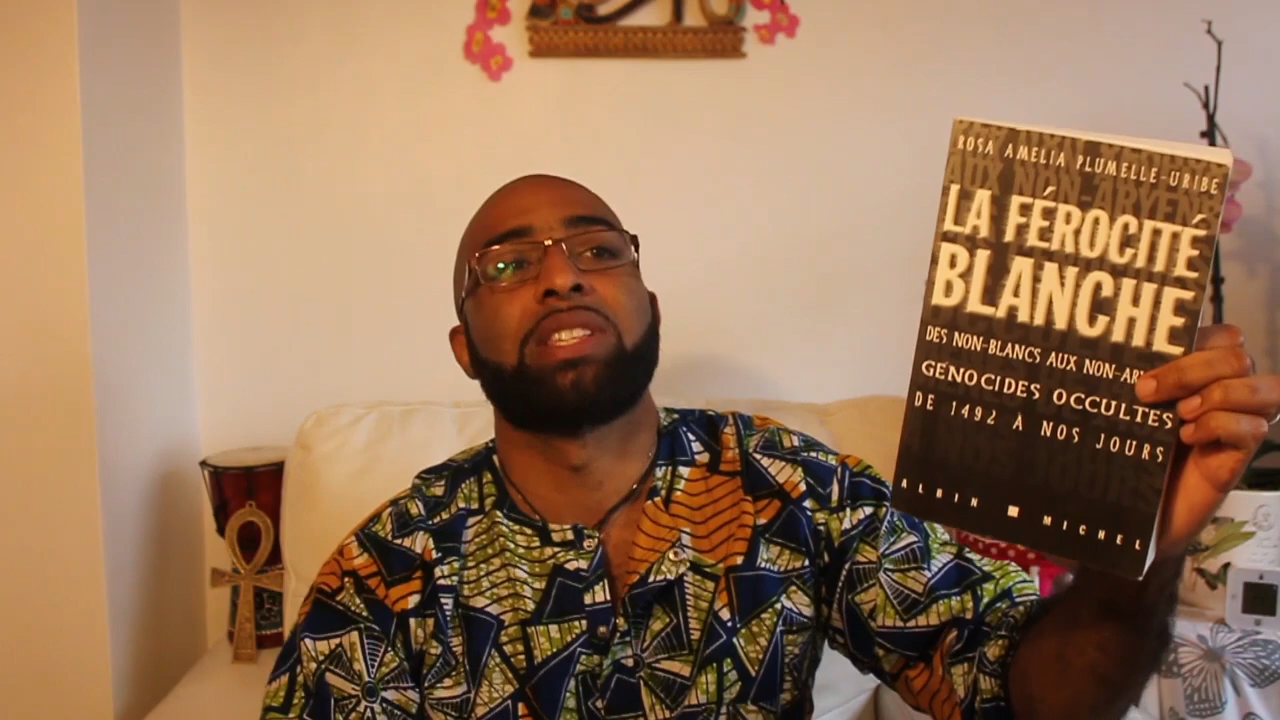 ROSA AMELIA PLUMELLE-URIBE
LA FÉROCITÉ
BLANCHE
DES NON-BLANCS AUX NON-AR
GÉNOCIDES OCCULTES
DE 1492 À NOS JOURS
ALBIN MICHEL